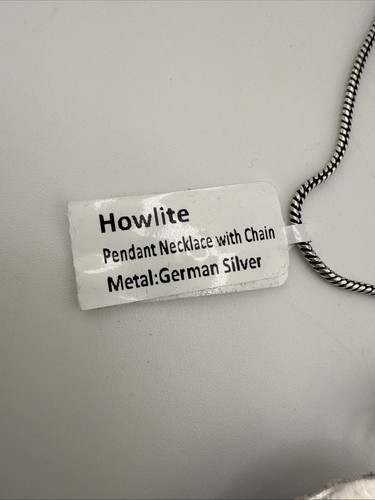 Howlite
Pendant Necklace with Chain
Metal:German Silver